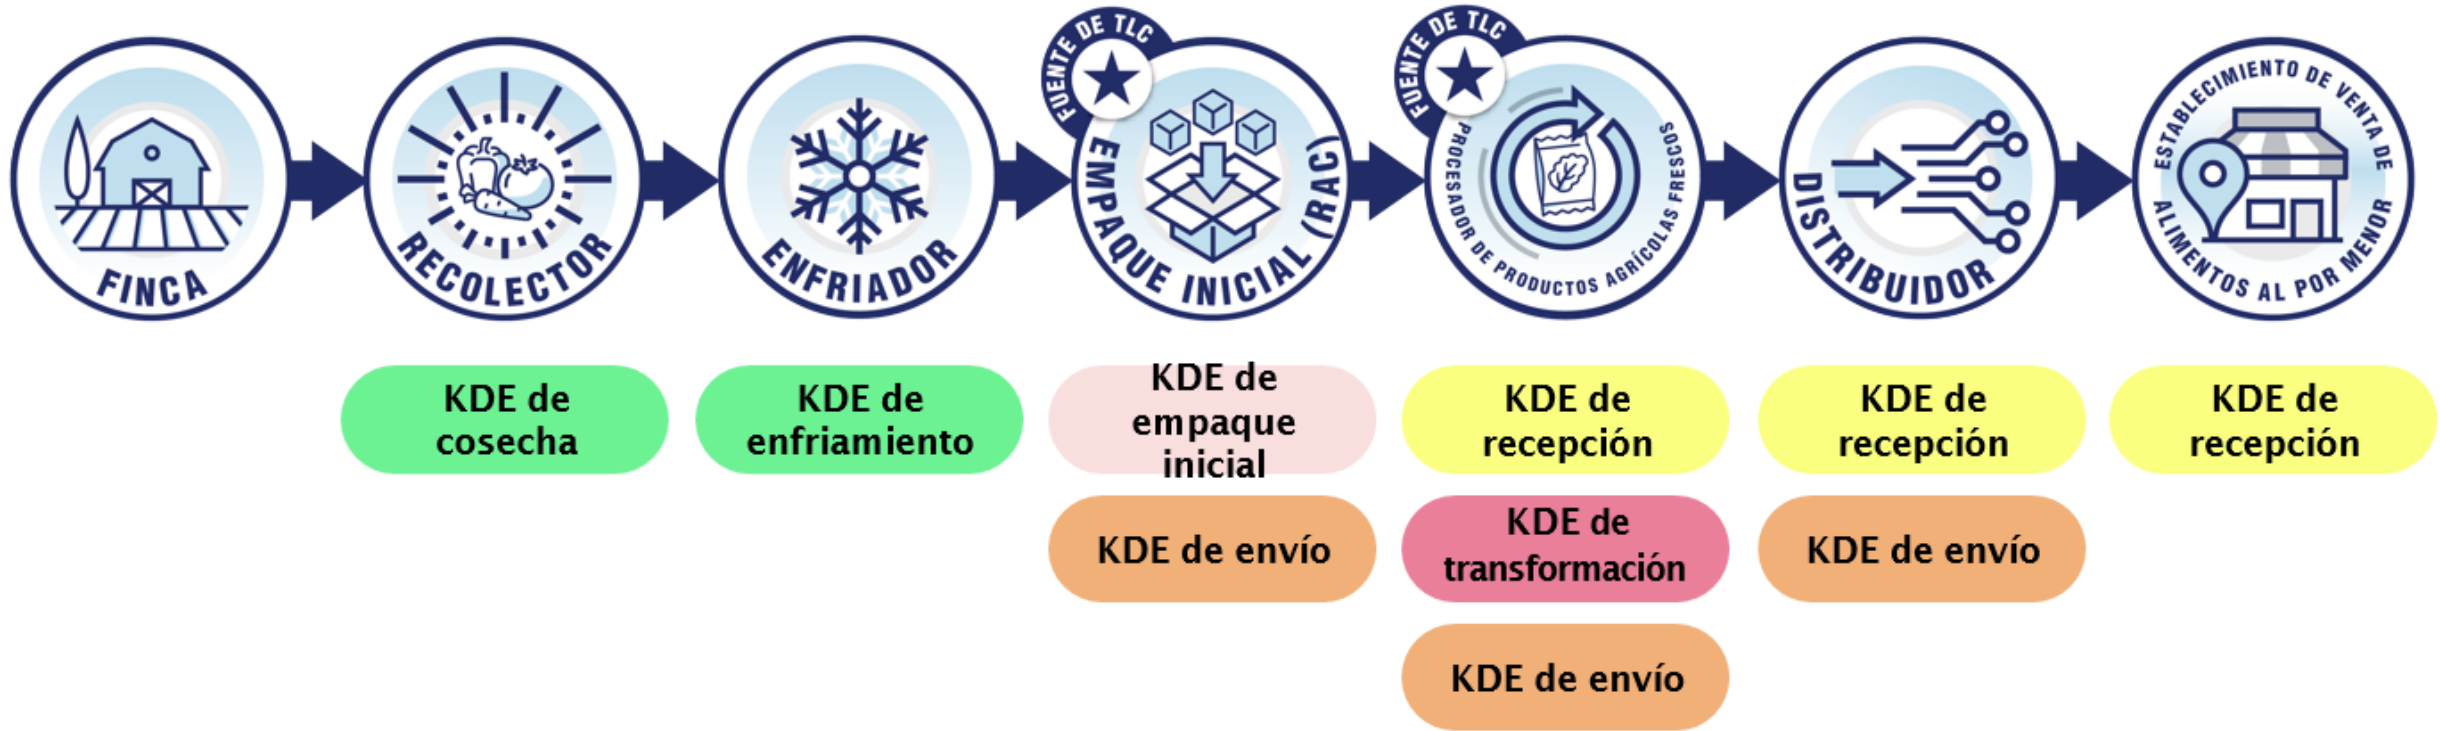 FINCA
RECOLECTOR
ENFRIADOR
FUENTE DE TLC
EMPAQUE INICIAL (RAC)
FUENTE DE TLC
PROCESADOR DE PRODUCTOS AGRÍCOLAS FRESCOS
DISTRIBUIDOR
ESTABLECIMIENTO DE VENTA DE
ALIMENTOS AL POR MENOR
KDE de
cosecha
KDE de
enfriamiento
KDE de
empaque
inicial
KDE de envío
KDE de
recepción
KDE de
transformación
KDE de envío
KDE de
recepción
KDE de envío
KDE de
recepción